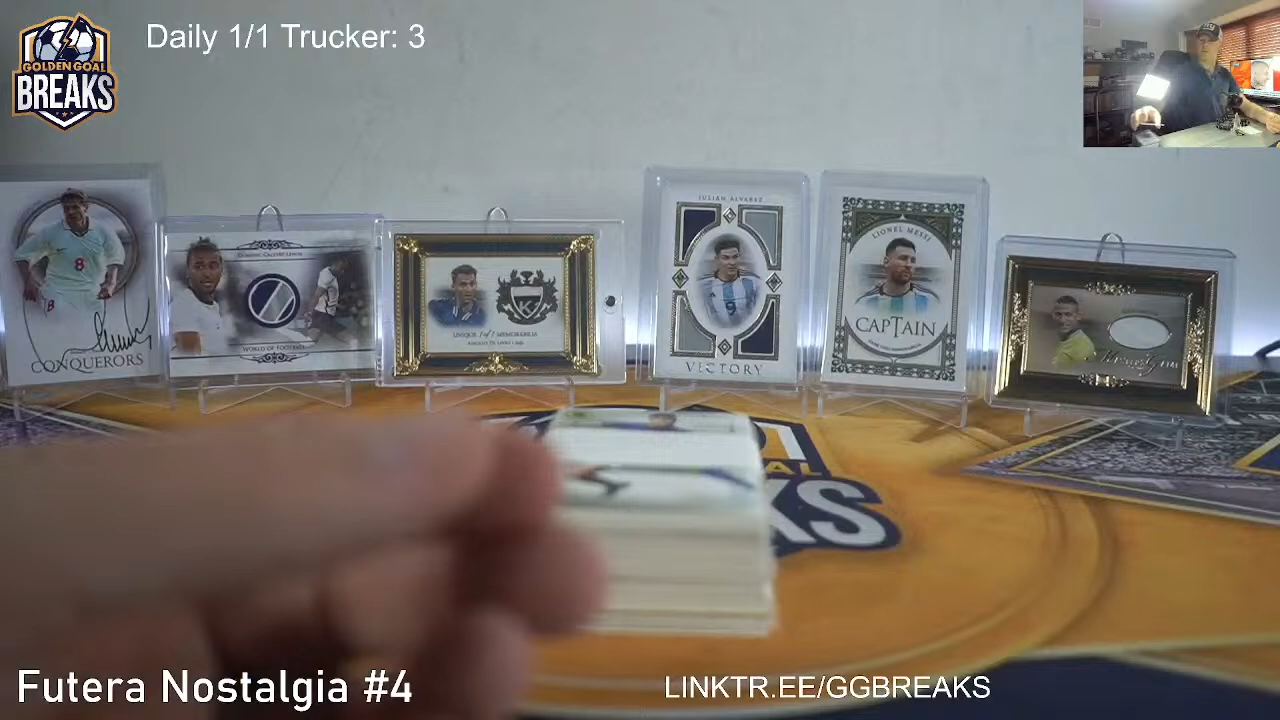 Daily 1/1 Trucker: 3
GOLDEN GOAL
BREAKS
CONQUERORS
WORLD OF FOOTBALL
UNIQUE 1 of 1 MEMORABILIA
JULIAN ALVAREZ
VICTORY
LIONEL MESSI
CAPTAIN
KS
Futera Nostalgia #4
LINKTR.EE/GGBREAKS